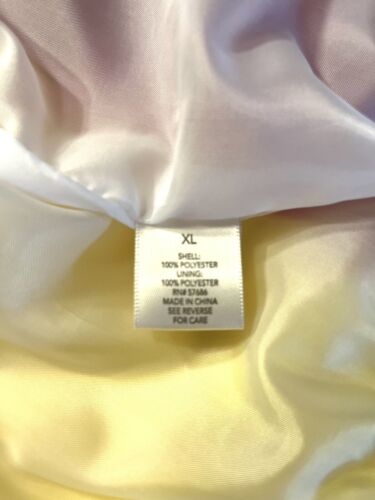 XL
SHELL:
100% POLYESTER
LINING:
100% POLYESTER
RN# 57686
MADE IN CHINA
SEE REVERSE
FOR CARE